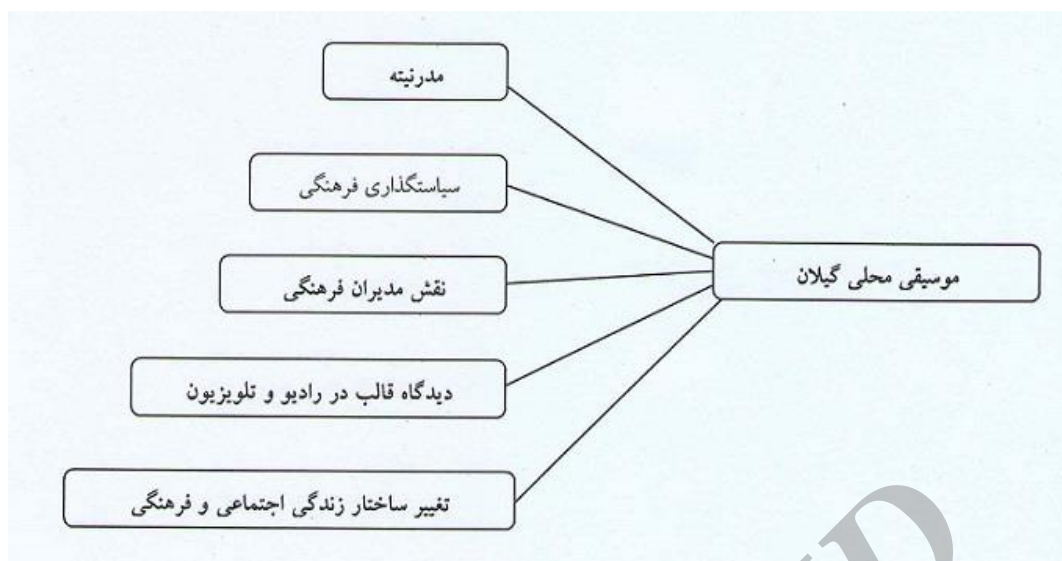 موسیقی محلی گیلان
مدرنیته
سیاستگذاری فرهنگی
نقش مدیران فرهنگی
دیدگاه قالب در رادیو و تلویزیون
تغییر ساختار زندگی اجتماعی و فرهنگی